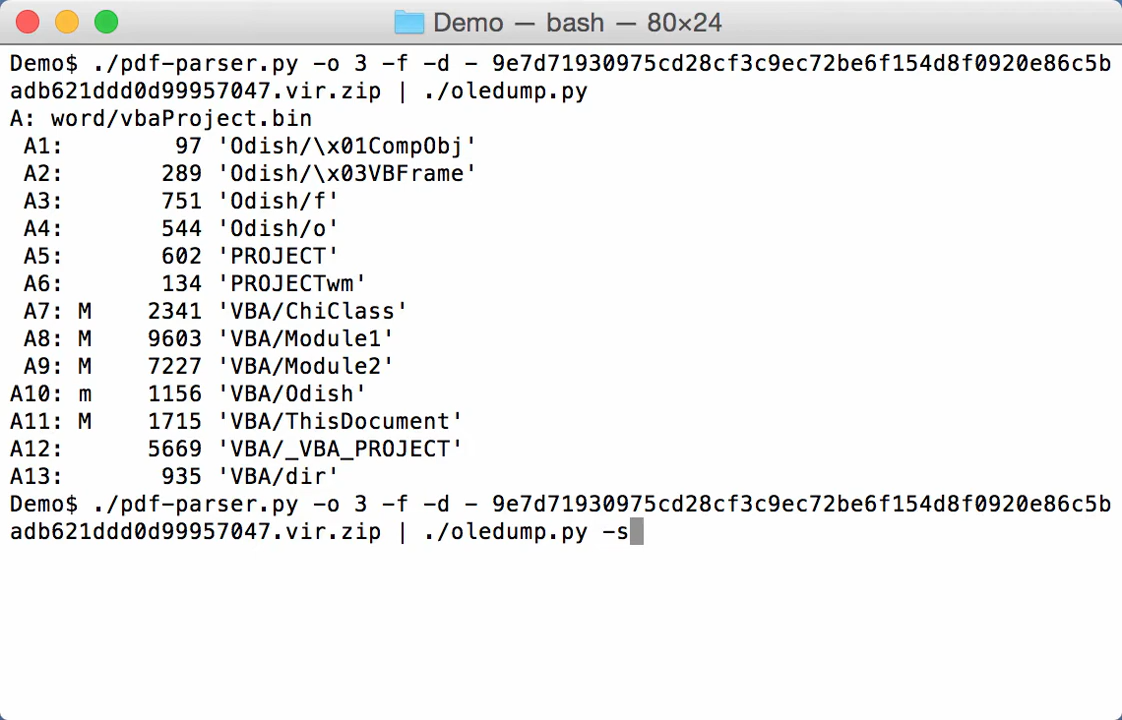 Demo — bash — 80×24
Demo$ ./pdf-parser.py -o 3 -f -d - 9e7d71930975cd28cf3c9ec72be6f154d8f0920e86c5b
adb621ddd0d99957047.vir.zip | ./oledump.py
A: word/vbaProject.bin
 A1:        97 'Odish/\x01CompObj'
 A2:       289 'Odish/\x03VBFrame'
 A3:       751 'Odish/f'
 A4:       544 'Odish/o'
 A5:       602 'PROJECT'
 A6:       134 'PROJECTwm'
 A7: M    2341 'VBA/ChiClass'
 A8: M    9603 'VBA/Module1'
 A9: M    7227 'VBA/Module2'
A10: m    1156 'VBA/Odish'
A11: M    1715 'VBA/ThisDocument'
A12:      5669 'VBA/_VBA_PROJECT'
A13:       935 'VBA/dir'
Demo$ ./pdf-parser.py -o 3 -f -d - 9e7d71930975cd28cf3c9ec72be6f154d8f0920e86c5b
adb621ddd0d99957047.vir.zip | ./oledump.py -s